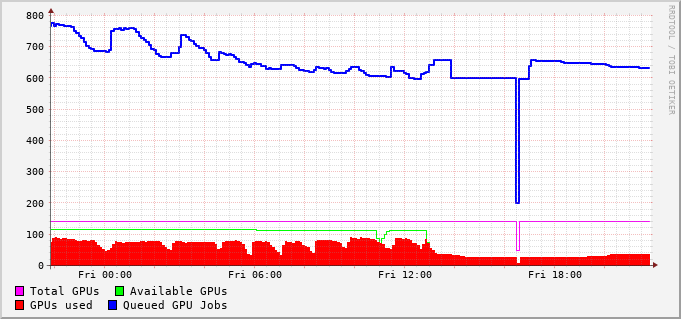 800
700
600
500
400
300
200
100
0
Fri 00:00 Fri 06:00 Fri 12:00 Fri 18:00
Total GPUs Available GPUs
GPUs used Queued GPU Jobs
RRDTOOL / TOBI OETIKER